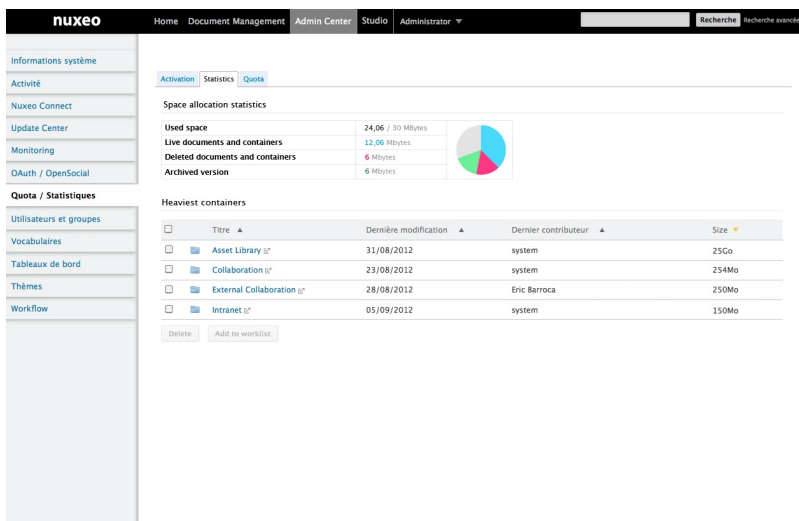 nuxeo
Home Document Management Admin Center Studio Administrator ▼
Recherche Recherche avancée
Informations système
Activité
Nuxeo Connect
Update Center
Monitoring
OAuth / OpenSocial
Quota / Statistiques
Utilisateurs et groupes
Vocabulaires
Tableaux de bord
Thèmes
Workflow
Activation Statistics Quota
Space allocation statistics
Used space 24,06 / 30 MBytes
Live documents and containers 12,06 Mbytes
Deleted documents and containers 6 Mbytes
Archived version 6 Mbytes
Heaviest containers
Titre ▲ Dernière modification ▲ Dernier contributeur ▲ Size ▼
Asset Library 31/08/2012 system 25Go
Collaboration 23/08/2012 system 254Mo
External Collaboration 28/08/2012 Eric Barroca 250Mo
Intranet 05/09/2012 system 150Mo
Delete Add to worklist